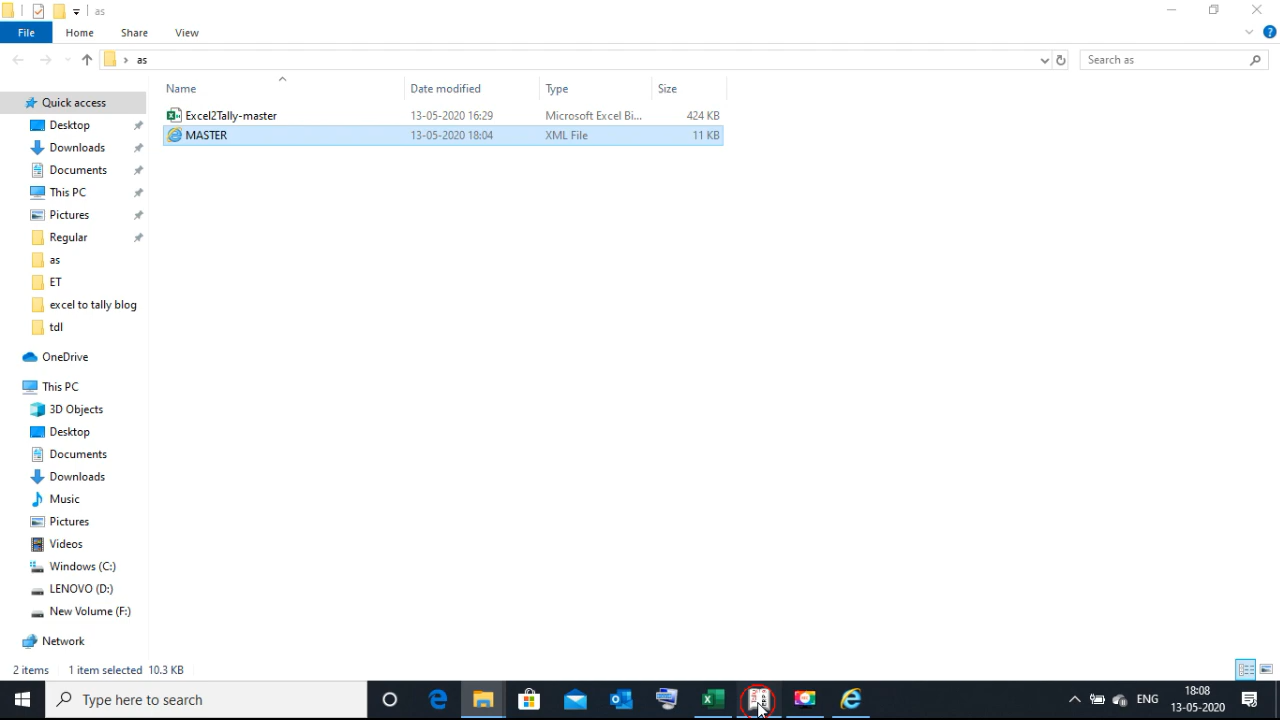 as
File Home Share View
as
Search as
Name Date modified Type Size
Quick access
Excel2Tally-master 13-05-2020 16:29 Microsoft Excel Bi... 424 KB
Desktop
MASTER 13-05-2020 18:04 XML File 11 KB
Downloads
Documents
This PC
Pictures
Regular
as
ET
excel to tally blog
tdl
OneDrive
This PC
3D Objects
Desktop
Documents
Downloads
Music
Pictures
Videos
Windows (C:)
LENOVO (D:)
New Volume (F:)
Network
2 items 1 item selected 10.3 KB
Type here to search
ENG
18:08
13-05-2020